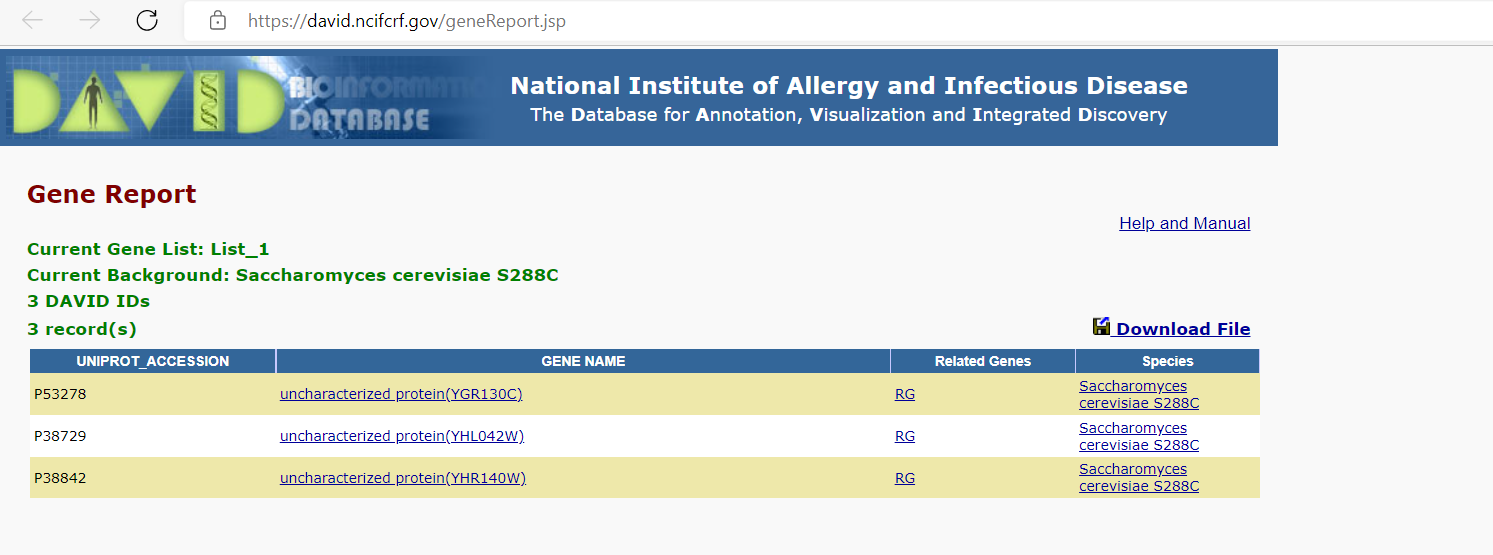 https://david.ncifcrf.gov/geneReport.jsp
DAVID BIOINFORMATIC
DATABASE
National Institute of Allergy and Infectious Disease
The Database for Annotation, Visualization and Integrated Discovery
Gene Report
Help and Manual
Current Gene List: List_1
Current Background: Saccharomyces cerevisiae S288C
3 DAVID IDs
3 record(s)
Download File
UNIPROT_ACCESSION GENE NAME Related Genes Species
P53278 uncharacterized protein(YGR130C) RG Saccharomyces
cerevisiae S288C
P38729 uncharacterized protein(YHL042W) RG Saccharomyces
cerevisiae S288C
P38842 uncharacterized protein(YHR140W) RG Saccharomyces
cerevisiae S288C